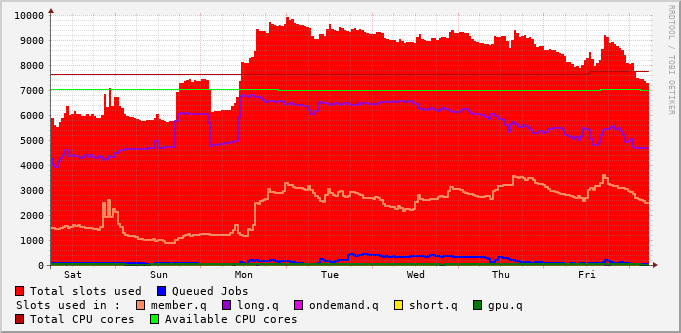 10000
9000
8000
7000
6000
5000
4000
3000
2000
1000
0
Sat Sun Mon Tue Wed Thu Fri
RRDTOOL / TOBI OETIKER
Total slots used Queued Jobs
Slots used in : member.q long.q ondemand.q short.q gpu.q
Total CPU cores Available CPU cores